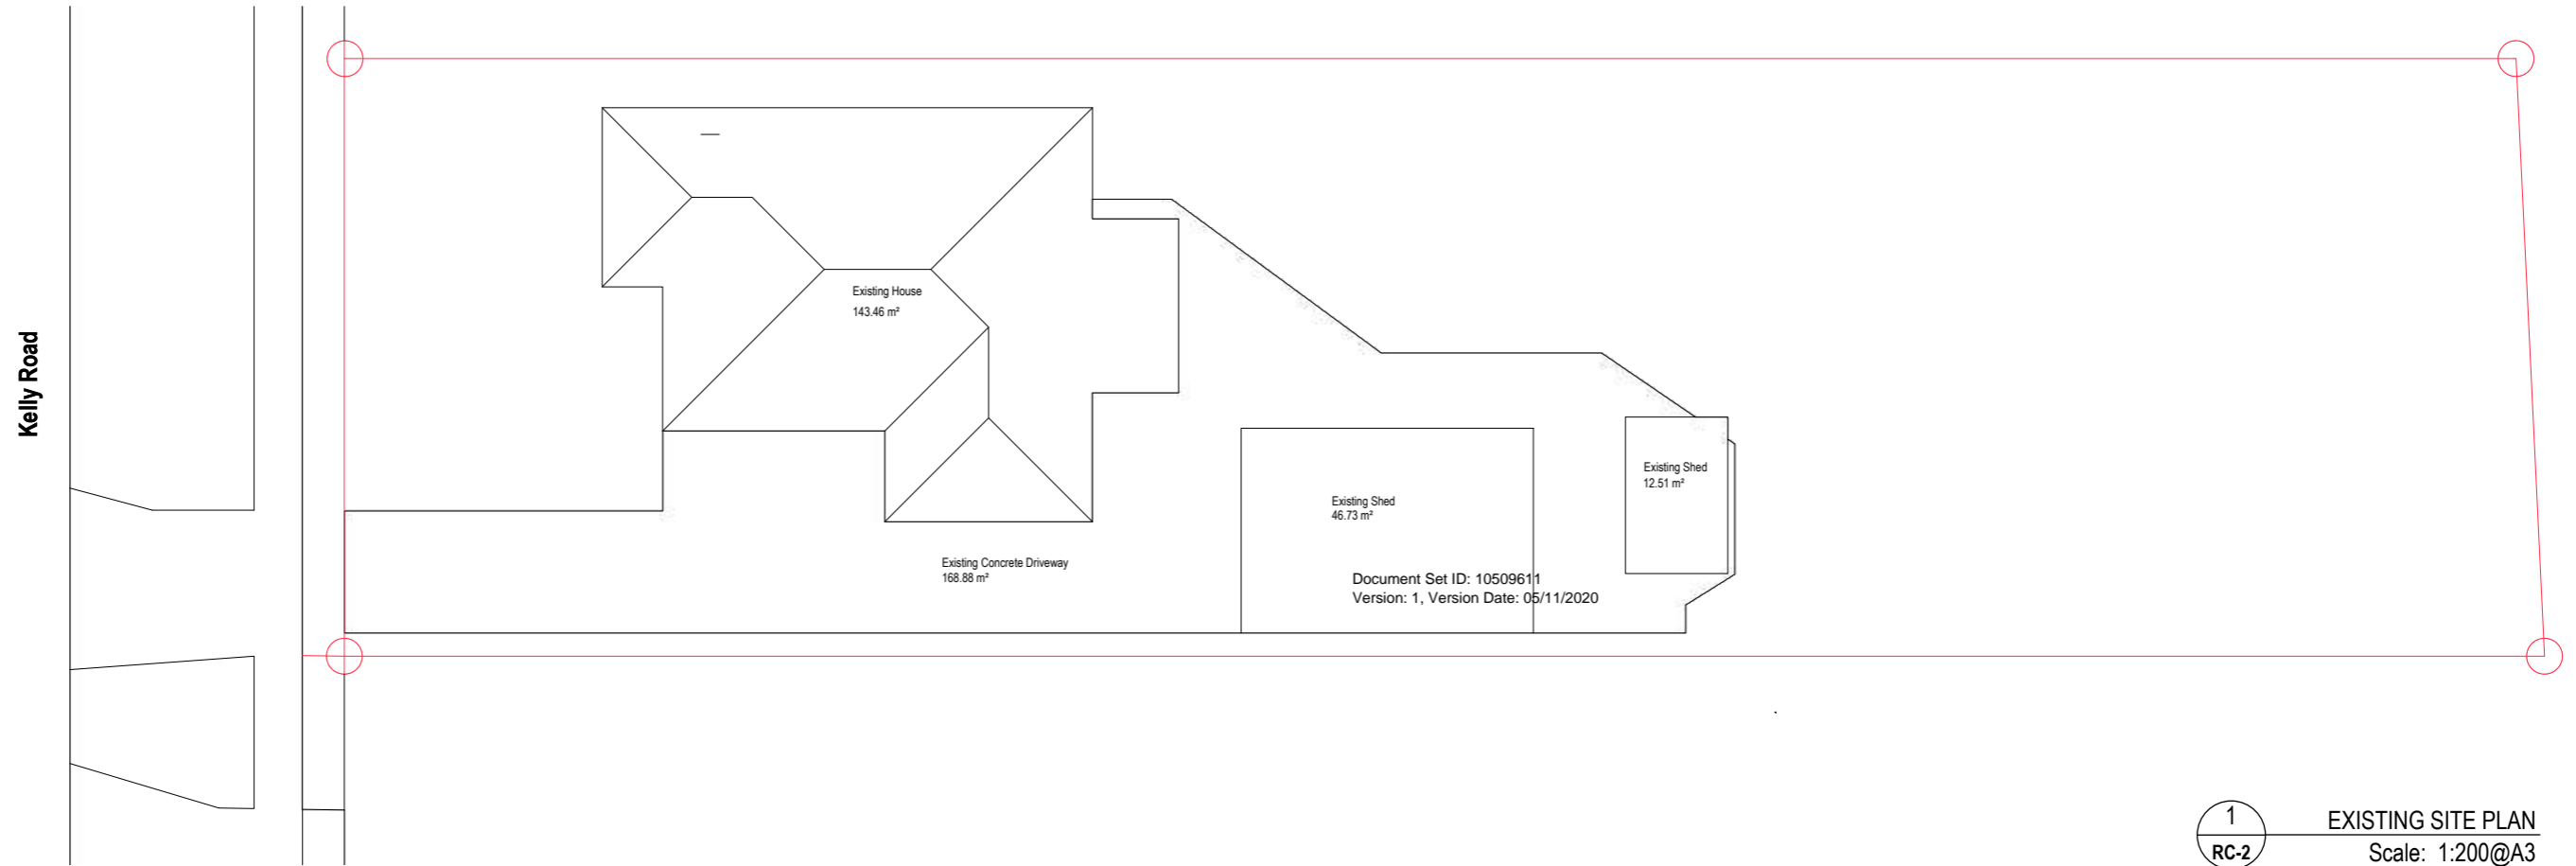 Kelly Road
Existing House
143.46 m²
Existing Shed
12.51 m²
Existing Shed
46.73 m²
Existing Concrete Driveway
168.88 m²
Document Set ID: 10509611
Version: 1, Version Date: 05/11/2020
1
EXISTING SITE PLAN
RC-2
Scale: 1:200@A3